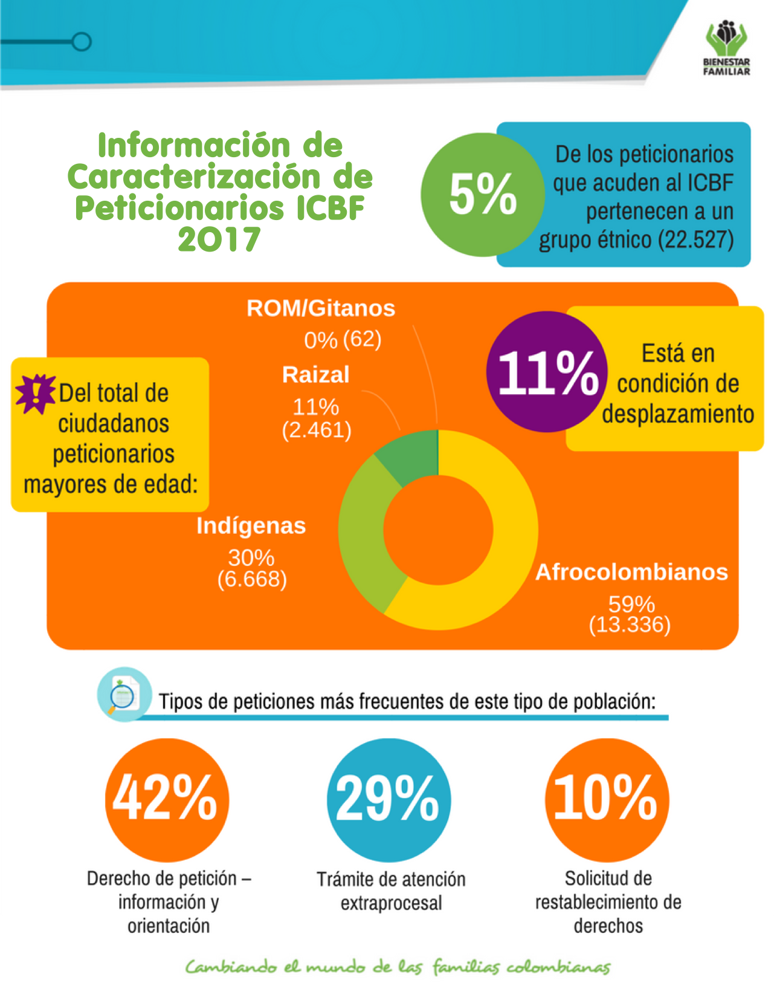 BIENESTAR
FAMILIAR
Información de
Caracterización de
Peticionarios ICBF
2017
5%
De los peticionarios
que acuden al ICBF
pertenecen a un
grupo étnico (22.527)
ROM/Gitanos
0% (62)
Raizal
11%
(2.461)
11%
Está en
condición de
desplazamiento
! Del total de
ciudadanos
peticionarios
mayores de edad:
Indígenas
30%
(6.668)
Afrocolombianos
59%
(13.336)
Tipos de peticiones más frecuentes de este tipo de población:
42%
Derecho de petición –
información y
orientación
29%
Trámite de atención
extraprocesal
10%
Solicitud de
restablecimiento de
derechos
Cambiando el mundo de las familias colombianas